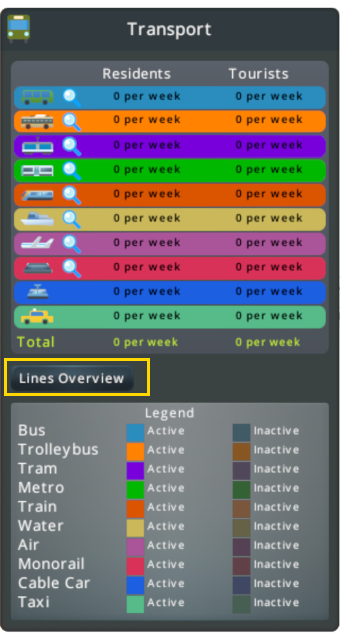 Transport
Residents Tourists
0 per week 0 per week
0 per week 0 per week
0 per week 0 per week
0 per week 0 per week
0 per week 0 per week
0 per week 0 per week
0 per week 0 per week
0 per week 0 per week
0 per week 0 per week
0 per week 0 per week
Total 0 per week 0 per week
Lines Overview
Legend
Bus Active Inactive
Trolleybus Active Inactive
Tram Active Inactive
Metro Active Inactive
Train Active Inactive
Water Active Inactive
Air Active Inactive
Monorail Active Inactive
Cable Car Active Inactive
Taxi Active Inactive